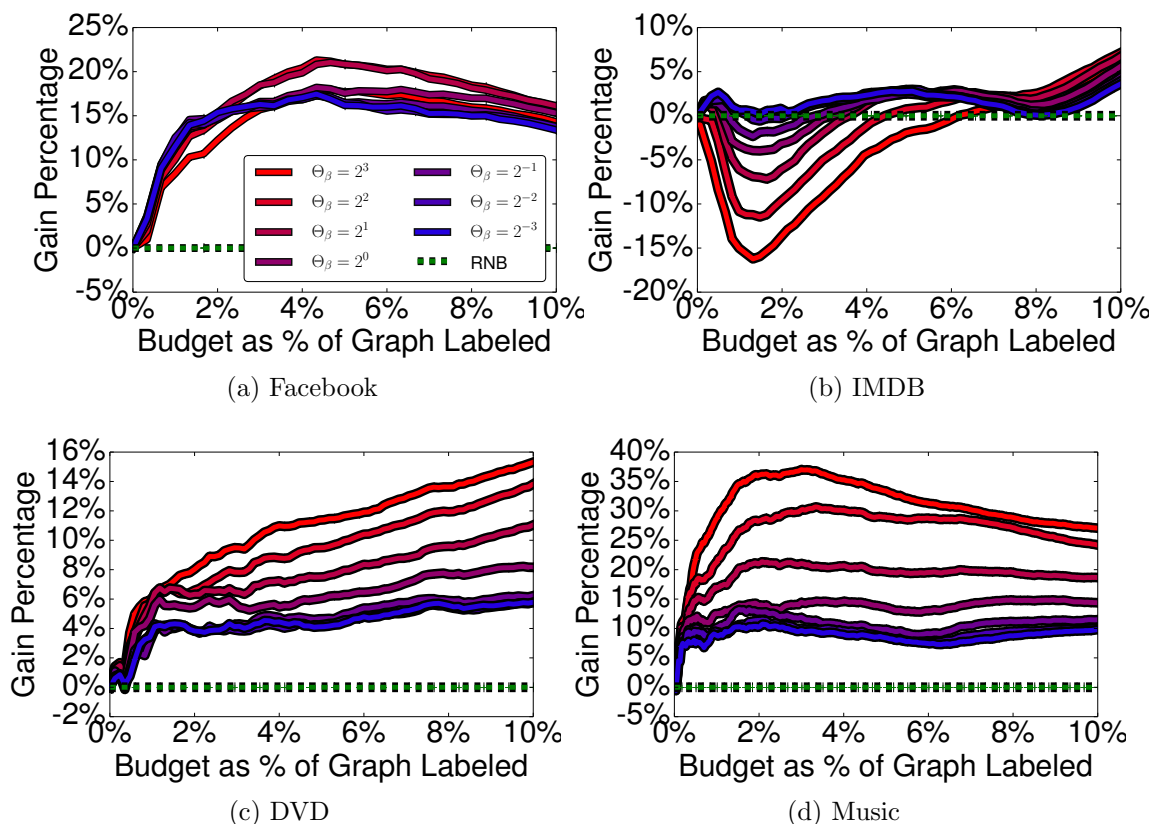 25%
20%
15%
10%
5%
0%
-5%
Gain Percentage
Θβ = 2³
Θβ = 2²
Θβ = 2¹
Θβ = 2⁰
Θβ = 2⁻¹
Θβ = 2⁻²
Θβ = 2⁻³
RNB
0% 2% 4% 6% 8% 10%
Budget as % of Graph Labeled
(a) Facebook
10%
5%
0%
-5%
-10%
-15%
-20%
Gain Percentage
0% 2% 4% 6% 8% 10%
Budget as % of Graph Labeled
(b) IMDB
16%
14%
12%
10%
8%
6%
4%
2%
0%
-2%
Gain Percentage
0% 2% 4% 6% 8% 10%
Budget as % of Graph Labeled
(c) DVD
40%
35%
30%
25%
20%
15%
10%
5%
0%
-5%
Gain Percentage
0% 2% 4% 6% 8% 10%
Budget as % of Graph Labeled
(d) Music